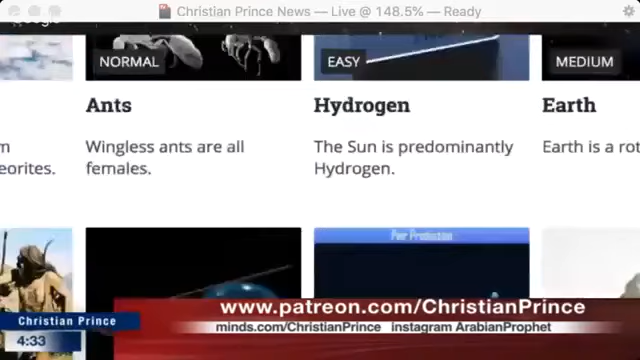 Christian Prince News — Live @ 148.5% — Ready
NORMAL
EASY
MEDIUM
Ants
Hydrogen
Earth
m
eorites.
Wingless ants are all
females.
The Sun is predominantly
Hydrogen.
Earth is a rot
www.patreon.com/ChristianPrince
minds.com/ChristianPrince instagram ArabianProphet
Christian Prince
4:33